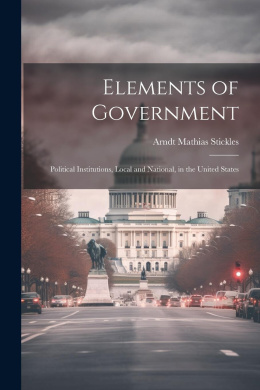 Elements of
Government
Arndt Mathias Stickles
Political Institutions, Local and National, in the United States